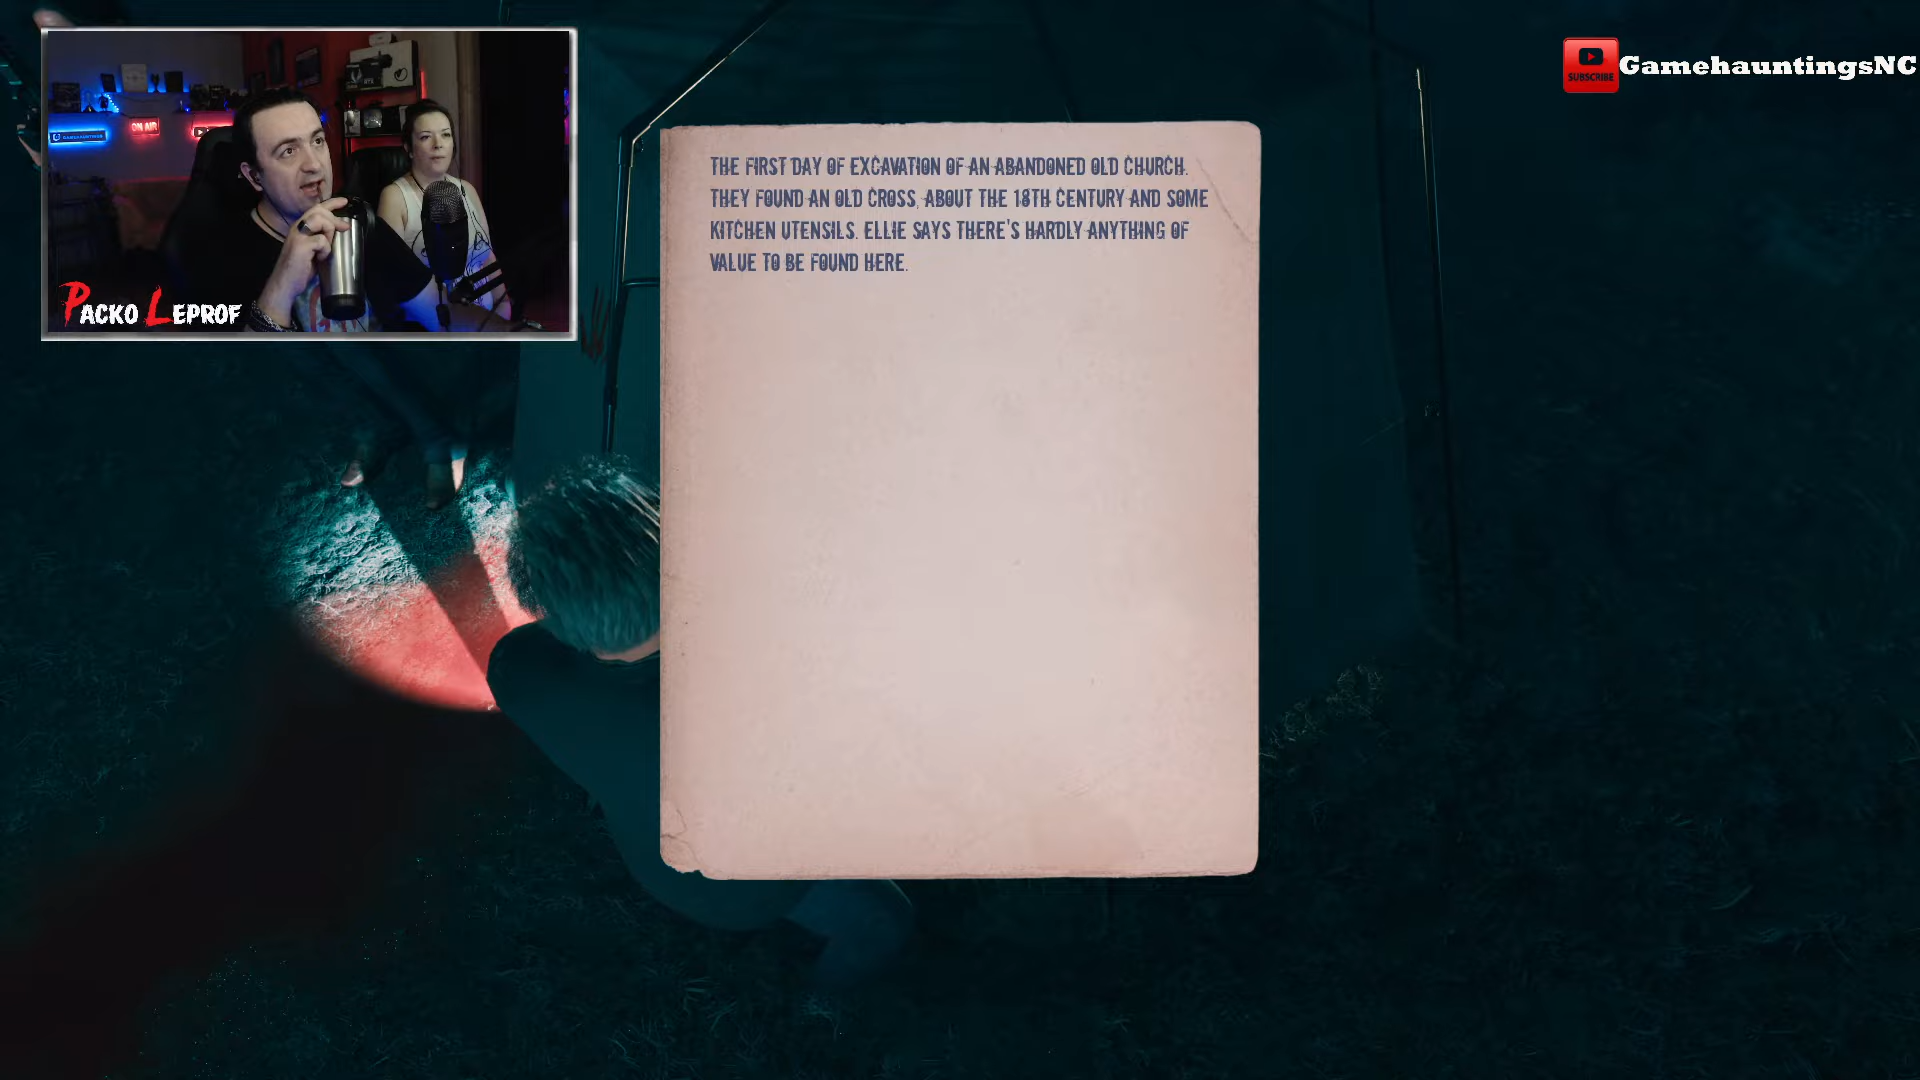 SUBSCRIBE
GamehauntingsNC
ON AIR
GAMEHAUNTINGS
PACKO LEPROF
THE FIRST DAY OF EXCAVATION OF AN ABANDONED OLD CHURCH.
THEY FOUND AN OLD CROSS, ABOUT THE 18TH CENTURY AND SOME
KITCHEN UTENSILS. ELLIE SAYS THERE'S HARDLY ANYTHING OF
VALUE TO BE FOUND HERE.